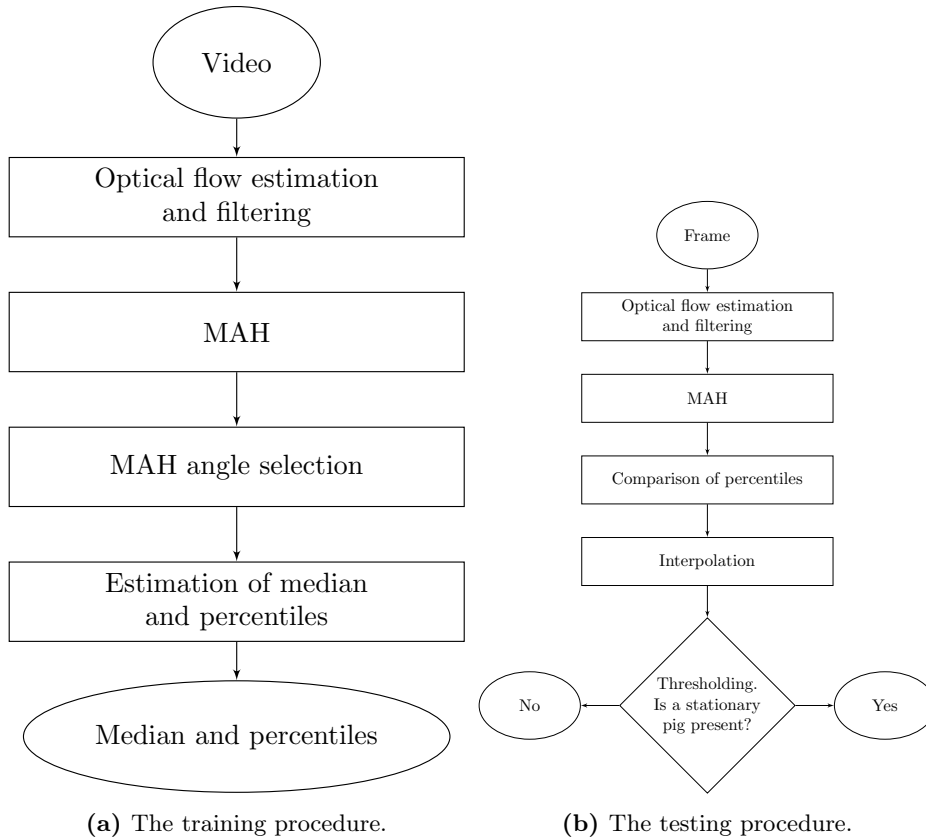 Video
Optical flow estimation
and filtering
MAH
MAH angle selection
Estimation of median
and percentiles
Median and percentiles
(a) The training procedure.
Frame
Optical flow estimation
and filtering
MAH
Comparison of percentiles
Interpolation
Thresholding.
Is a stationary
pig present?
No
Yes
(b) The testing procedure.